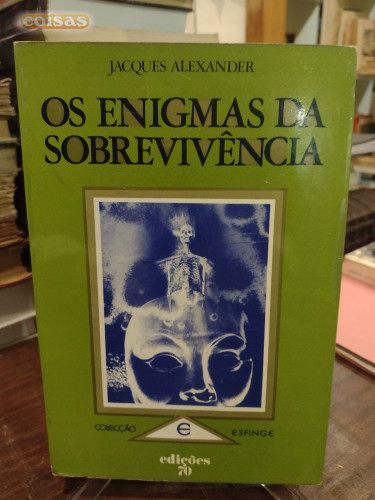 coisas
JACQUES ALEXANDER
OS ENIGMAS DA
SOBREVIVÊNCIA
COLECÇÃO
E
ESFINGE
edições
70